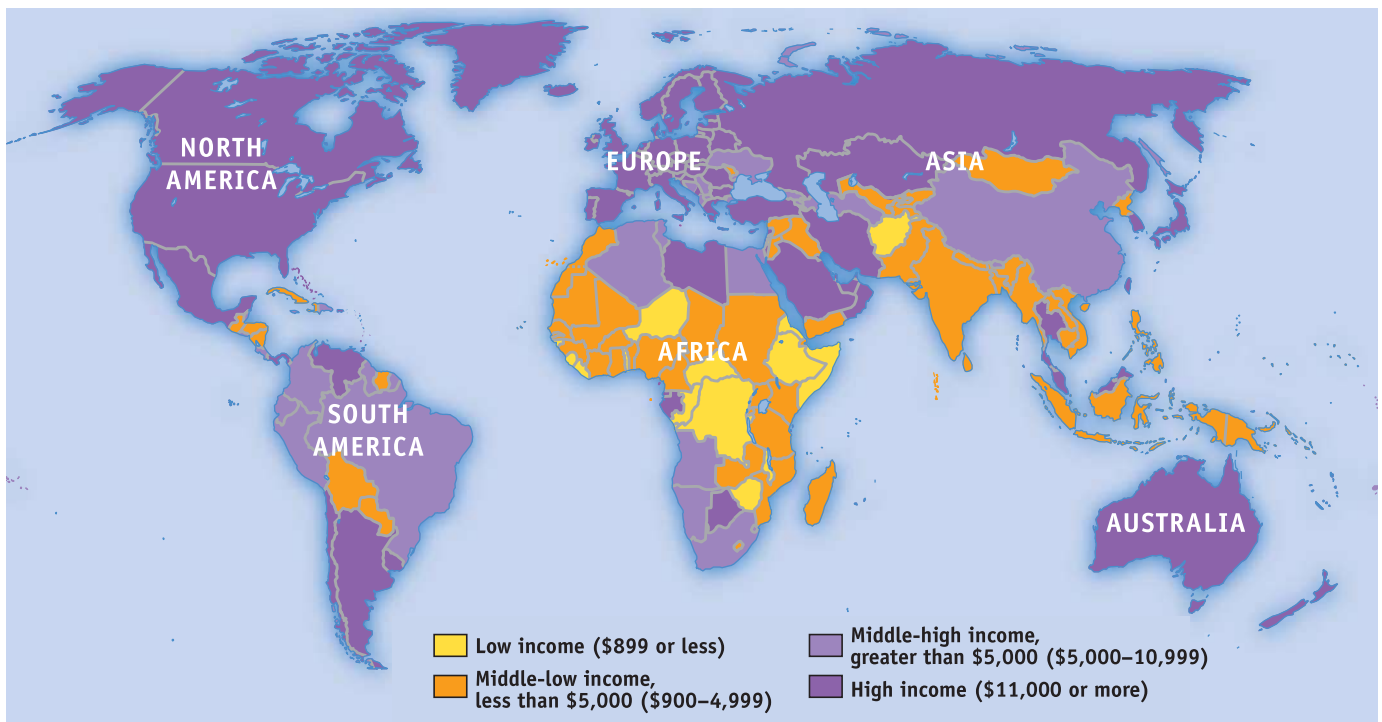 NORTH
AMERICA
EUROPE
ASIA
AFRICA
SOUTH
AMERICA
AUSTRALIA
Low income ($899 or less)
Middle-low income,
less than $5,000 ($900–4,999)
Middle-high income,
greater than $5,000 ($5,000–10,999)
High income ($11,000 or more)